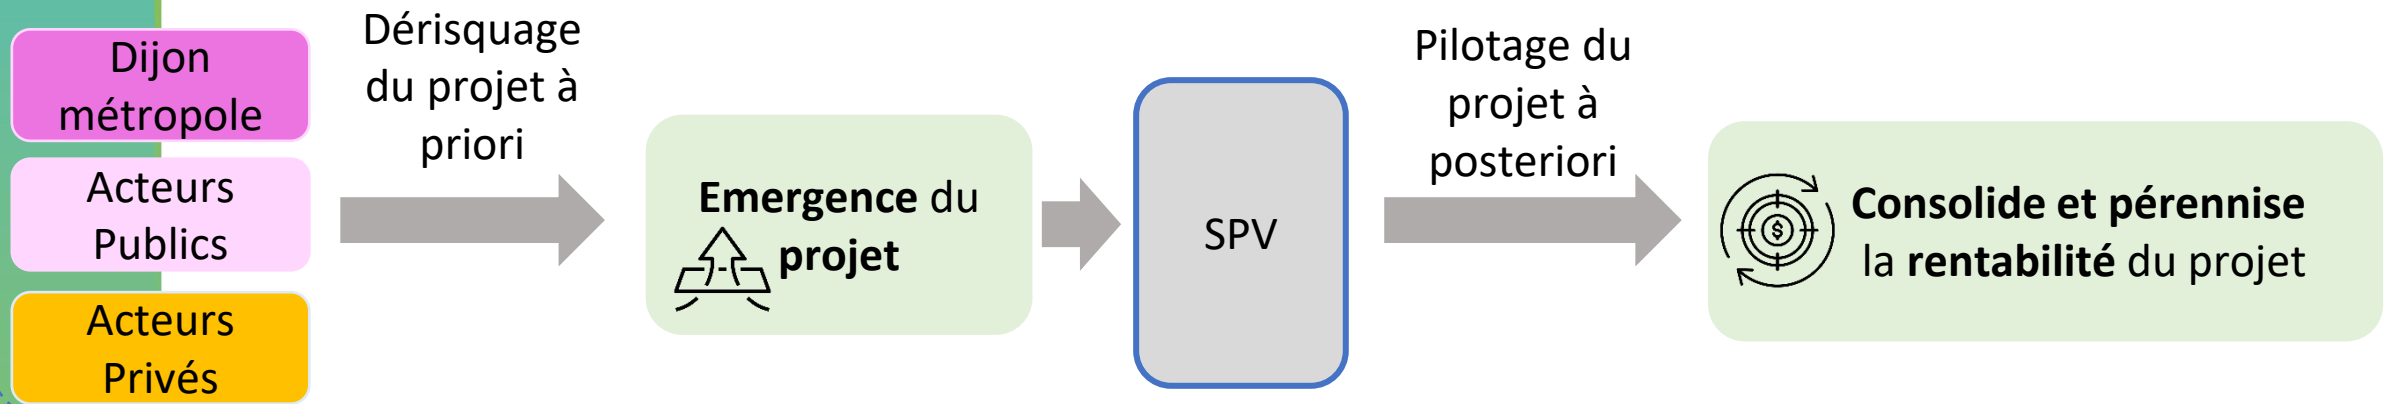 Dijon
métropole
Acteurs
Publics
Acteurs
Privés
Dérisquage
du projet à
priori
Emergence du
projet
SPV
Pilotage du
projet à
posteriori
$
Consolide et pérennise
la rentabilité du projet